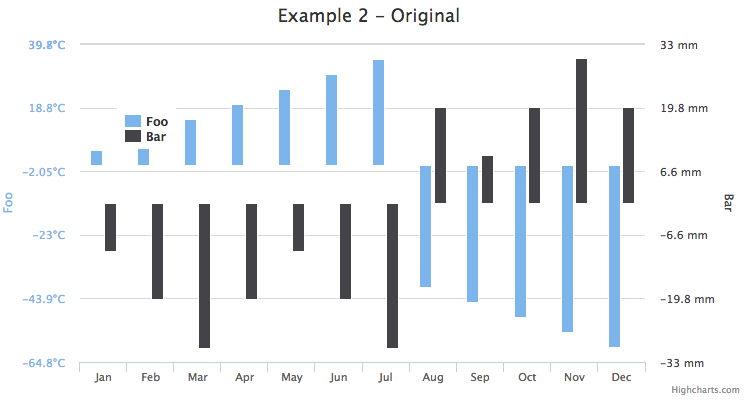 Example 2 – Original
39.8°C
33 mm
18.8°C
19.8 mm
Foo
Bar
-2.05°C
6.6 mm
Foo
Bar
-23°C
-6.6 mm
-43.9°C
-19.8 mm
-64.8°C
-33 mm
Jan Feb Mar Apr May Jun Jul Aug Sep Oct Nov Dec
Highcharts.com